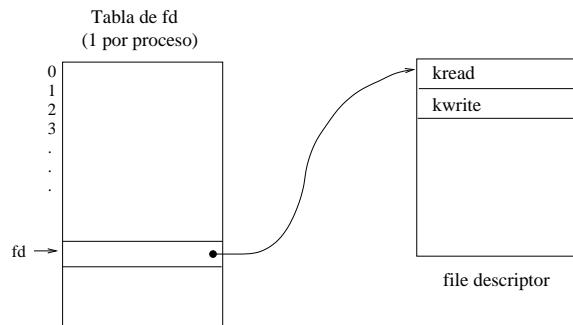 Tabla de fd
(1 por proceso)
0
1
2
3
.
.
.
fd
kread
kwrite
file descriptor